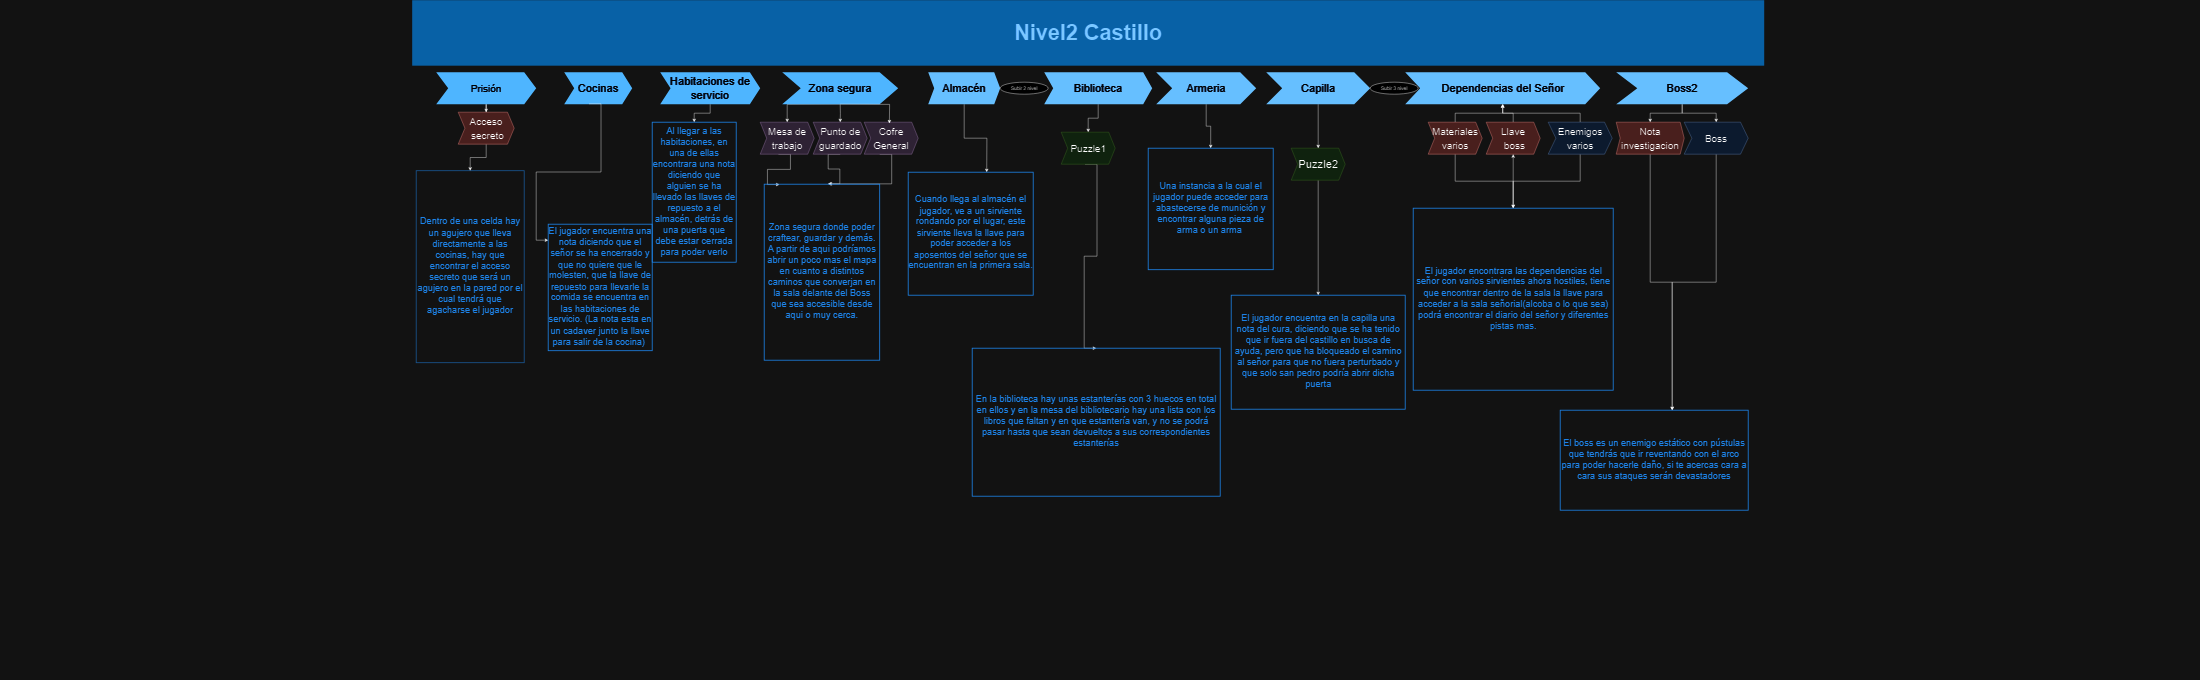 Nivel2 Castillo
Prisión
Cocinas
Habitaciones de
servicio
Zona segura
Almacén
Subir 2 nivel
Biblioteca
Armeria
Capilla
Subir 3 nivel
Dependencias del Señor
Boss2
Acceso
secreto
Mesa de
trabajo
Punto de
guardado
Cofre
General
Puzzle1
Puzzle2
Materiales
varios
Llave
boss
Enemigos
varios
Nota
investigacion
Boss
Dentro de una celda hay
un agujero que lleva
directamente a las
cocinas, hay que
encontrar el acceso
secreto que será un
agujero en la pared por el
cual tendrá que
agacharse el jugador
El jugador encuentra una
nota diciendo que el
señor se ha encerrado y
que no quiere que le
molesten, que la llave de
repuesto para llevarle la
comida se encuentra en
las habitaciones de
servicio. (La nota esta en
un cadaver junto la llave
para salir de la cocina)
Al llegar a las
habitaciones, en
una de ellas
encontrara una nota
diciendo que
alguien se ha
llevado las llaves de
repuesto a el
almacén, detrás de
una puerta que
debe estar cerrada
para poder verlo
Zona segura donde poder
craftear, guardar y demás.
A partir de aqui podríamos
abrir un poco mas el mapa
en cuanto a distintos
caminos que converjan en
la sala delante del Boss
que sea accesible desde
aqui o muy cerca.
Cuando llega al almacén el
jugador, ve a un sirviente
rondando por el lugar, este
sirviente lleva la llave para
poder acceder a los
aposentos del señor que se
encuentran en la primera sala.
En la biblioteca hay unas estanterías con 3 huecos en total
en ellos y en la mesa del bibliotecario hay una lista con los
libros que faltan y en que estantería van, y no se podrá
pasar hasta que sean devueltos a sus correspondientes
estanterías
Una instancia a la cual el
jugador puede acceder para
abastecerse de munición y
encontrar alguna pieza de
arma o un arma
El jugador encuentra en la capilla una
nota del cura, diciendo que se ha tenido
que ir fuera del castillo en busca de
ayuda, pero que ha bloqueado el camino
al señor para que no fuera perturbado y
que solo san pedro podría abrir dicha
puerta
El jugador encontrara las dependencias del
señor con varios sirvientes ahora hostiles, tiene
que encontrar dentro de la sala la llave para
acceder a la sala señorial(alcoba o lo que sea)
podrá encontrar el diario del señor y diferentes
pistas mas.
El boss es un enemigo estático con pústulas
que tendrás que ir reventando con el arco
para poder hacerle daño, si te acercas cara a
cara sus ataques serán devastadores